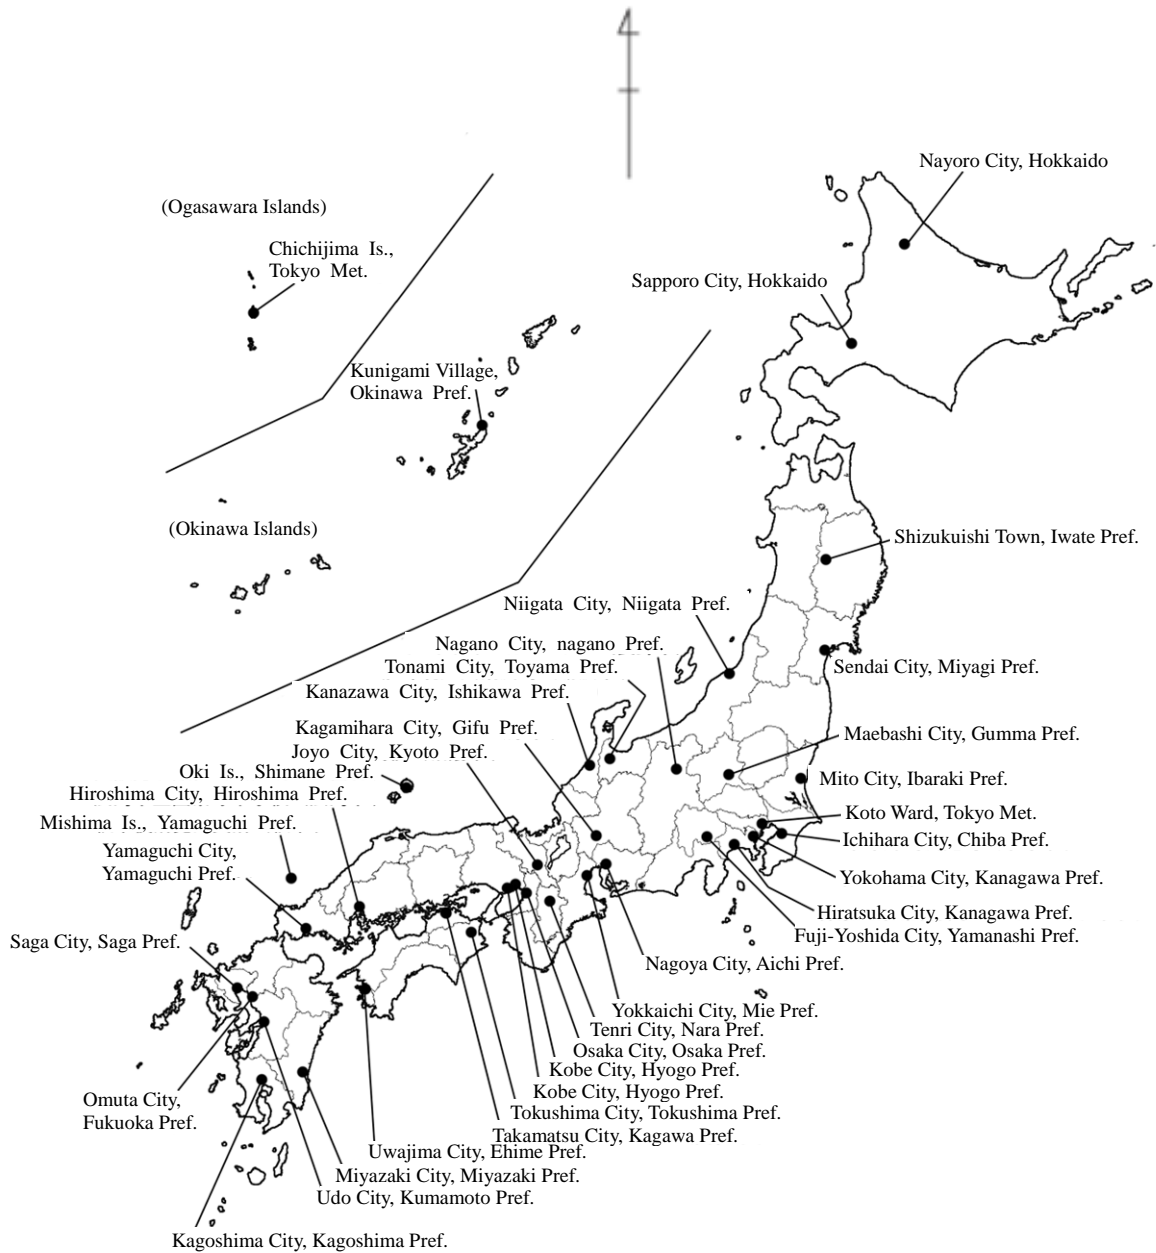 Nayoro City, Hokkaido
(Ogasawara Islands)
Chichijima Is.,
Tokyo Met.
Sapporo City, Hokkaido
Kunigami Village,
Okinawa Pref.
(Okinawa Islands)
Shizukuishi Town, Iwate Pref.
Niigata City, Niigata Pref.
Nagano City, nagano Pref.
Tonami City, Toyama Pref.
Sendai City, Miyagi Pref.
Kanazawa City, Ishikawa Pref.
Kagamihara City, Gifu Pref.
Maebashi City, Gumma Pref.
Joyo City, Kyoto Pref.
Oki Is., Shimane Pref.
Mito City, Ibaraki Pref.
Hiroshima City, Hiroshima Pref.
Koto Ward, Tokyo Met.
Mishima Is., Yamaguchi Pref.
Ichihara City, Chiba Pref.
Yamaguchi City,
Yamaguchi Pref.
Yokohama City, Kanagawa Pref.
Hiratsuka City, Kanagawa Pref.
Fuji-Yoshida City, Yamanashi Pref.
Saga City, Saga Pref.
Nagoya City, Aichi Pref.
Yokkaichi City, Mie Pref.
Tenri City, Nara Pref.
Osaka City, Osaka Pref.
Kobe City, Hyogo Pref.
Kobe City, Hyogo Pref.
Omuta City,
Fukuoka Pref.
Tokushima City, Tokushima Pref.
Takamatsu City, Kagawa Pref.
Uwajima City, Ehime Pref.
Miyazaki City, Miyazaki Pref.
Udo City, Kumamoto Pref.
Kagoshima City, Kagoshima Pref.